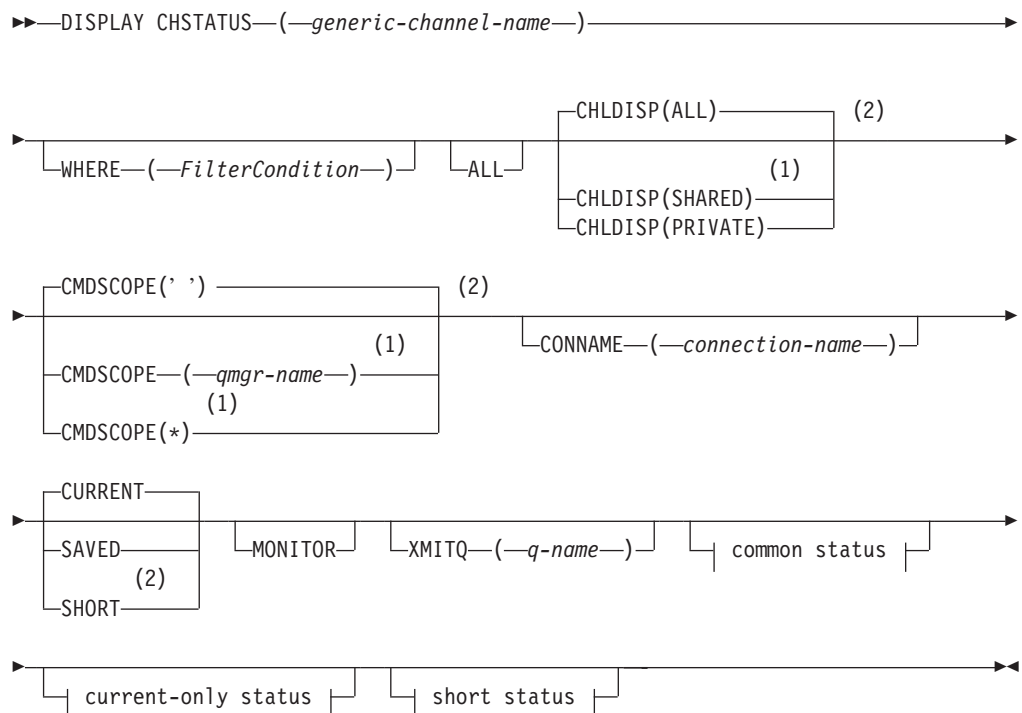 DISPLAY CHSTATUS ( generic-channel-name )
CHLDISP(ALL) (2)
WHERE ( FilterCondition ) ALL (1)
CHLDISP(SHARED)
CHLDISP(PRIVATE)
CMDSCOPE(’ ’) (2)
(1) CONNAME ( connection-name )
CMDSCOPE ( qmgr-name )
(1)
CMDSCOPE(*)
CURRENT
SAVED MONITOR XMITQ ( q-name ) common status
(2)
SHORT
current-only status short status